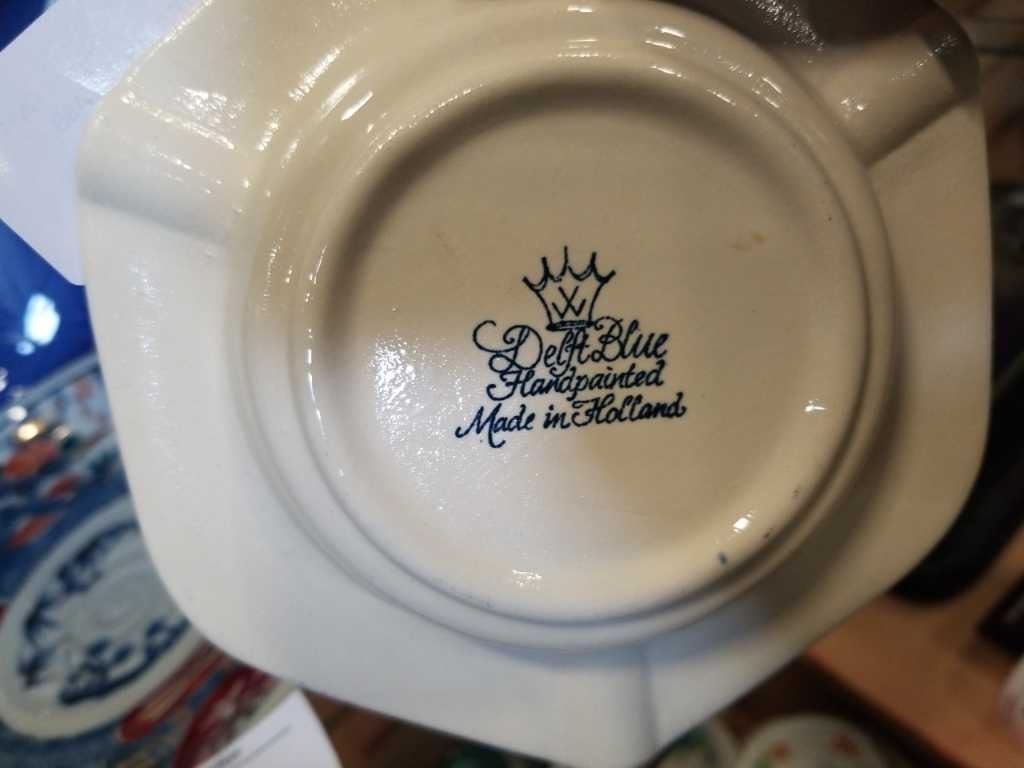 W
Delft Blue
Handpainted
Made in Holland